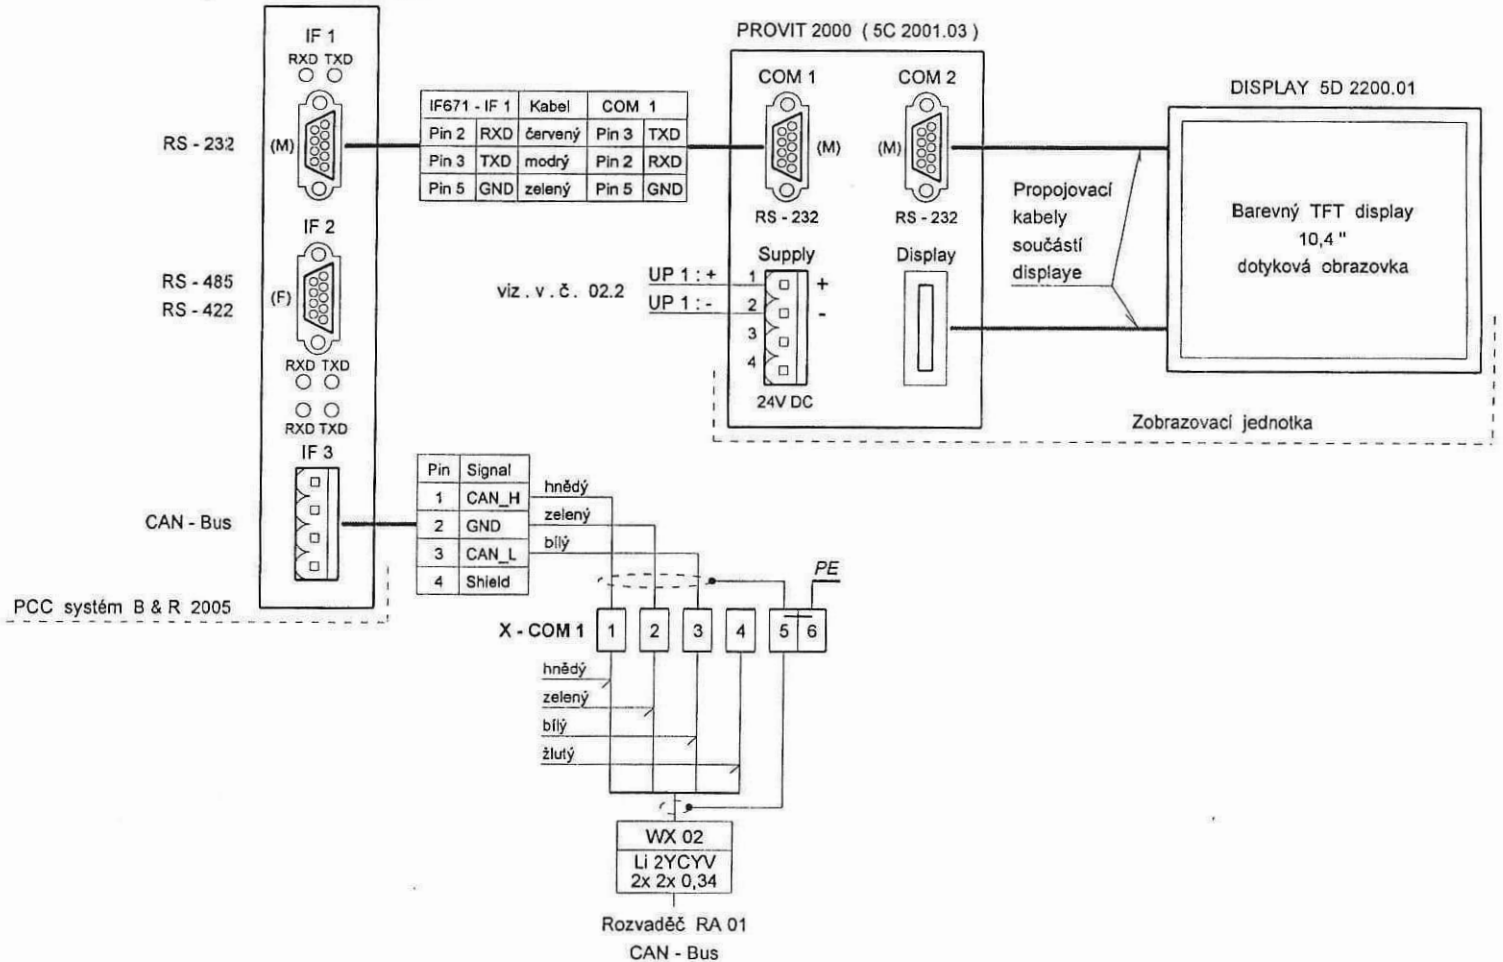 IF 1
RXD TXD
RS - 232
(M)
IF 2
RS - 485
RS - 422
(F)
RXD TXD
RXD TXD
IF 3
CAN - Bus
PCC systém B & R 2005
IF671 - IF 1 Kabel COM 1
Pin 2 RXD červený Pin 3 TXD
Pin 3 TXD modrý Pin 2 RXD
Pin 5 GND zelený Pin 5 GND
PROVIT 2000 ( 5C 2001.03 )
COM 1 COM 2
(M) (M)
RS - 232 RS - 232
Supply Display
viz . v . č . 02.2
UP 1 : + 1 +
UP 1 : - 2 -
3
4
24V DC
DISPLAY 5D 2200.01
Propojovací
kabely
součástí
displaye
Barevný TFT display
10,4 "
dotyková obrazovka
Zobrazovací jednotka
Pin Signal
1 CAN_H hnědý
2 GND zelený
3 CAN_L bílý
4 Shield
PE
X - COM 1 1 2 3 4 5 6
hnědý
zelený
bílý
žlutý
WX 02
Li 2YCYV
2x 2x 0,34
Rozvaděč RA 01
CAN - Bus